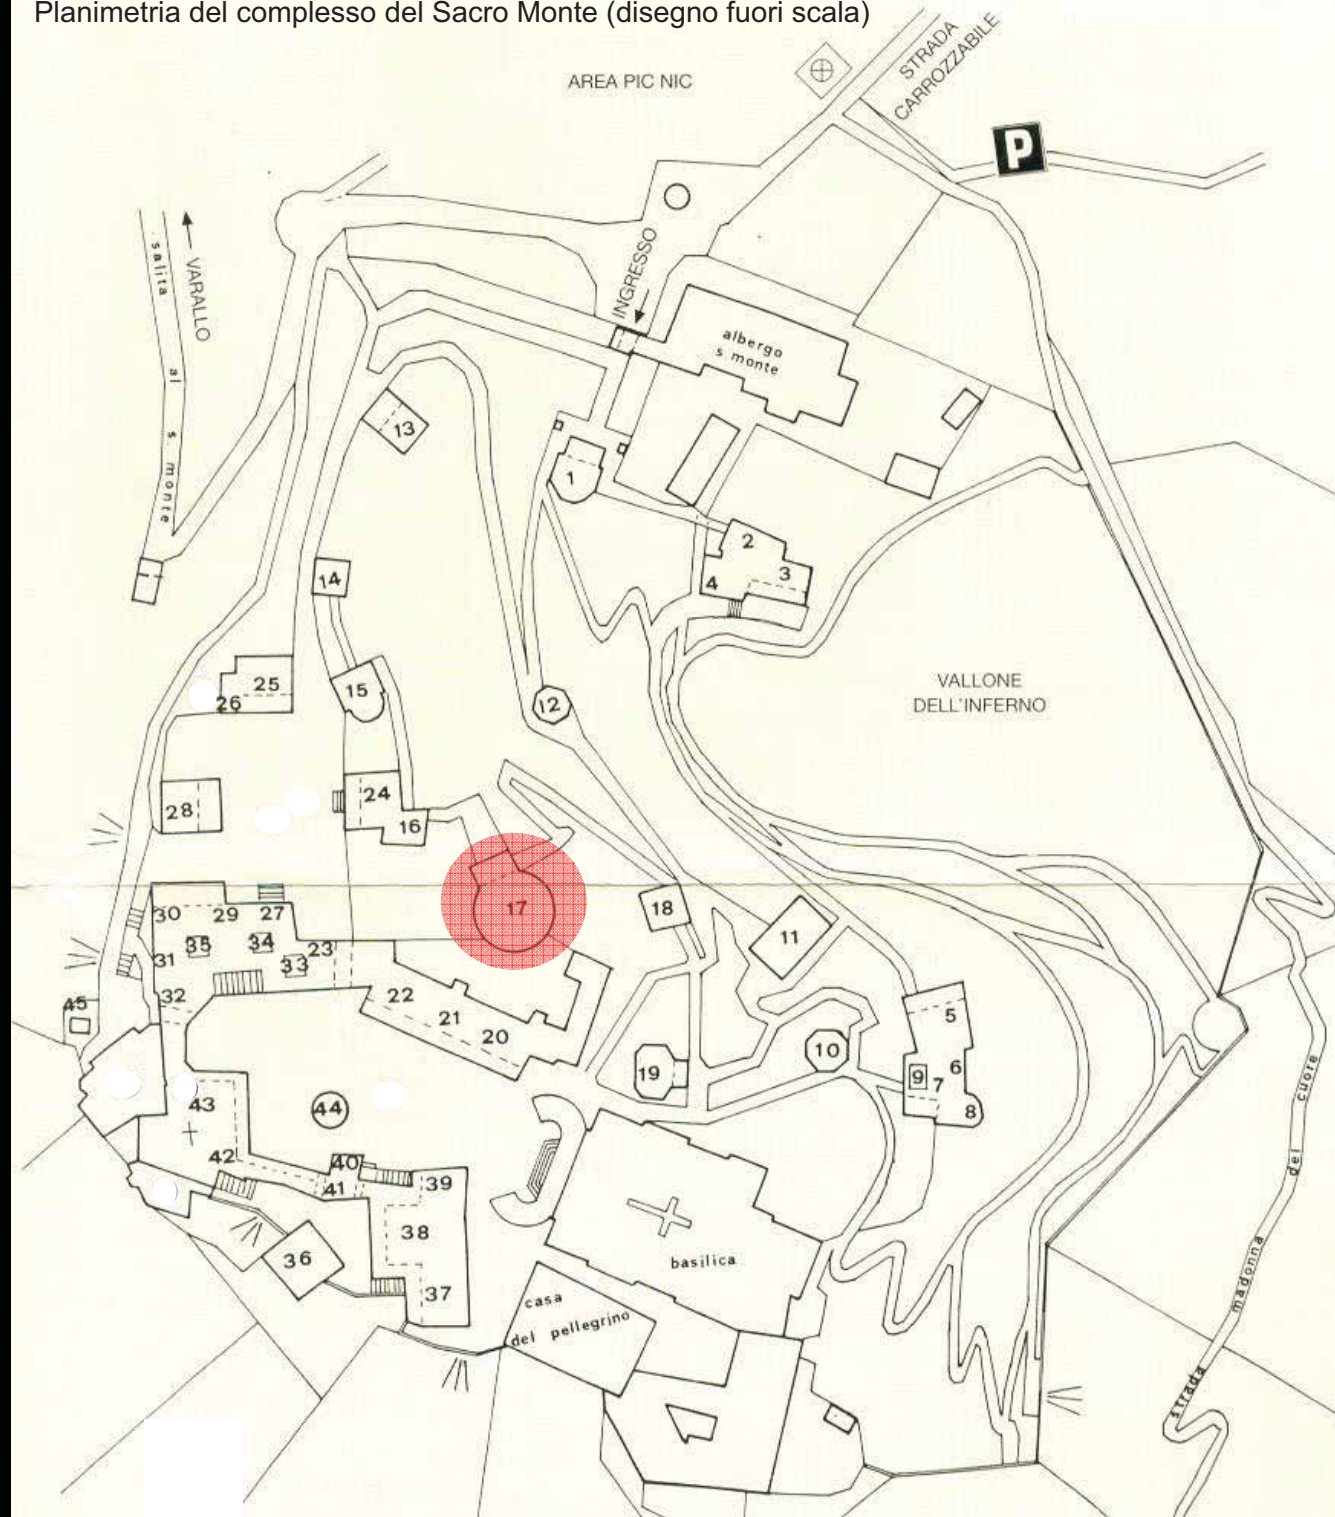 Planimetria del complesso del Sacro Monte (disegno fuori scala)
STRADA
CARROZZABILE
AREA PIC NIC
P
INGRESSO
VARALLO
salita al s. monte
albergo
s. monte
13
1
2
3
4
14
15
25
26
12
VALLONE
DELL'INFERNO
24
16
28
17
18
11
30
29
27
35
34
33
23
31
32
22
21
20
45
5
6
9
7
8
10
19
43
44
42
40
41
39
38
37
36
basilica
casa
del pellegrino
strada madonna del cuore